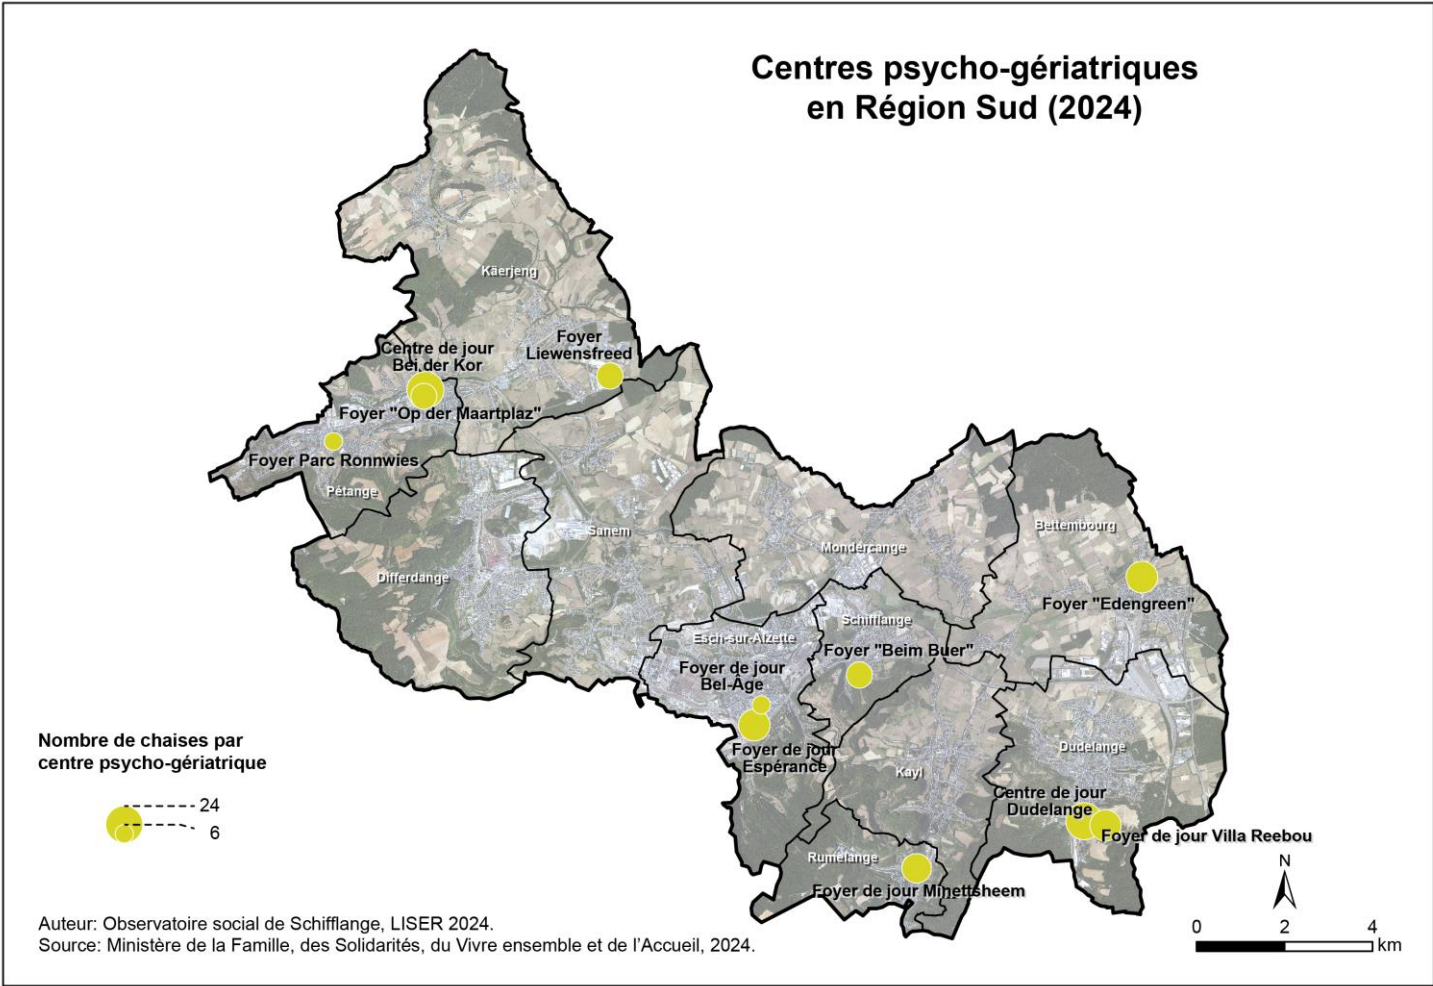 Centres psycho-gériatriques
en Région Sud (2024)
Käerjeng
Foyer
Liewensfreed
Centre de jour
Bei der Kor
Foyer "Op der Maartplaz"
Foyer Parc Ronnwies
Pétange
Sanem
Differdange
Mondercange
Bettembourg
Foyer "Edengreen"
Schifflange
Esch-sur-Alzette
Foyer "Beim Buer"
Foyer de jour
Bel-Âge
Foyer de jour
Espérance
Dudelange
Kayl
Centre de jour
Dudelange
Foyer de jour Villa Reebou
Rumelange
Foyer de jour Minettsheem
Nombre de chaises par
centre psycho-gériatrique
24
6
N
0 2 4
km
Auteur: Observatoire social de Schifflange, LISER 2024.
Source: Ministère de la Famille, des Solidarités, du Vivre ensemble et de l'Accueil, 2024.